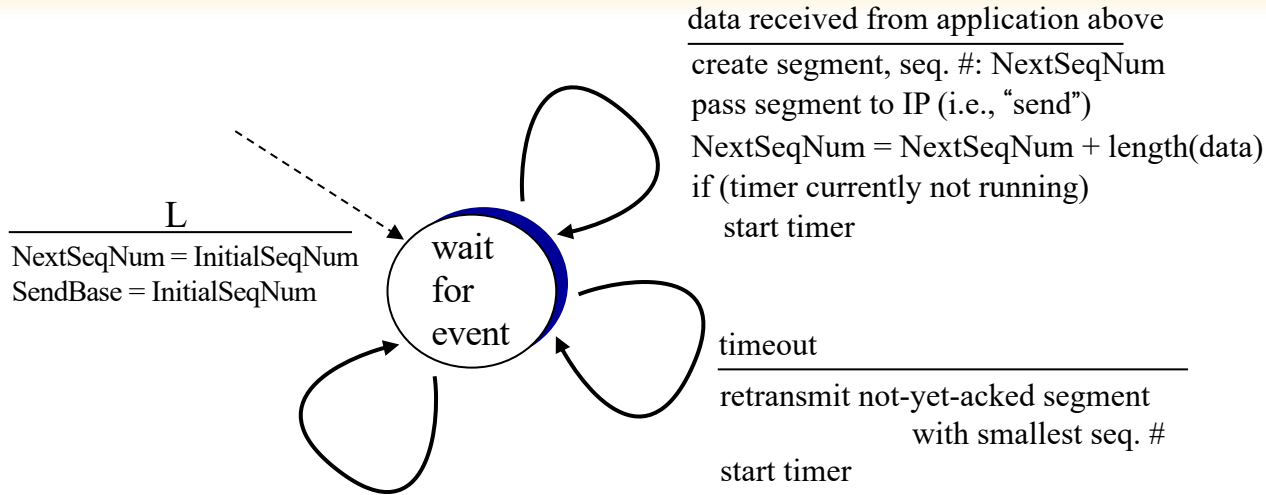 data received from application above
create segment, seq. #: NextSeqNum
pass segment to IP (i.e., “send”)
NextSeqNum = NextSeqNum + length(data)
if (timer currently not running)
start timer
L
NextSeqNum = InitialSeqNum
SendBase = InitialSeqNum
wait
for
event
timeout
retransmit not-yet-acked segment
with smallest seq. #
start timer